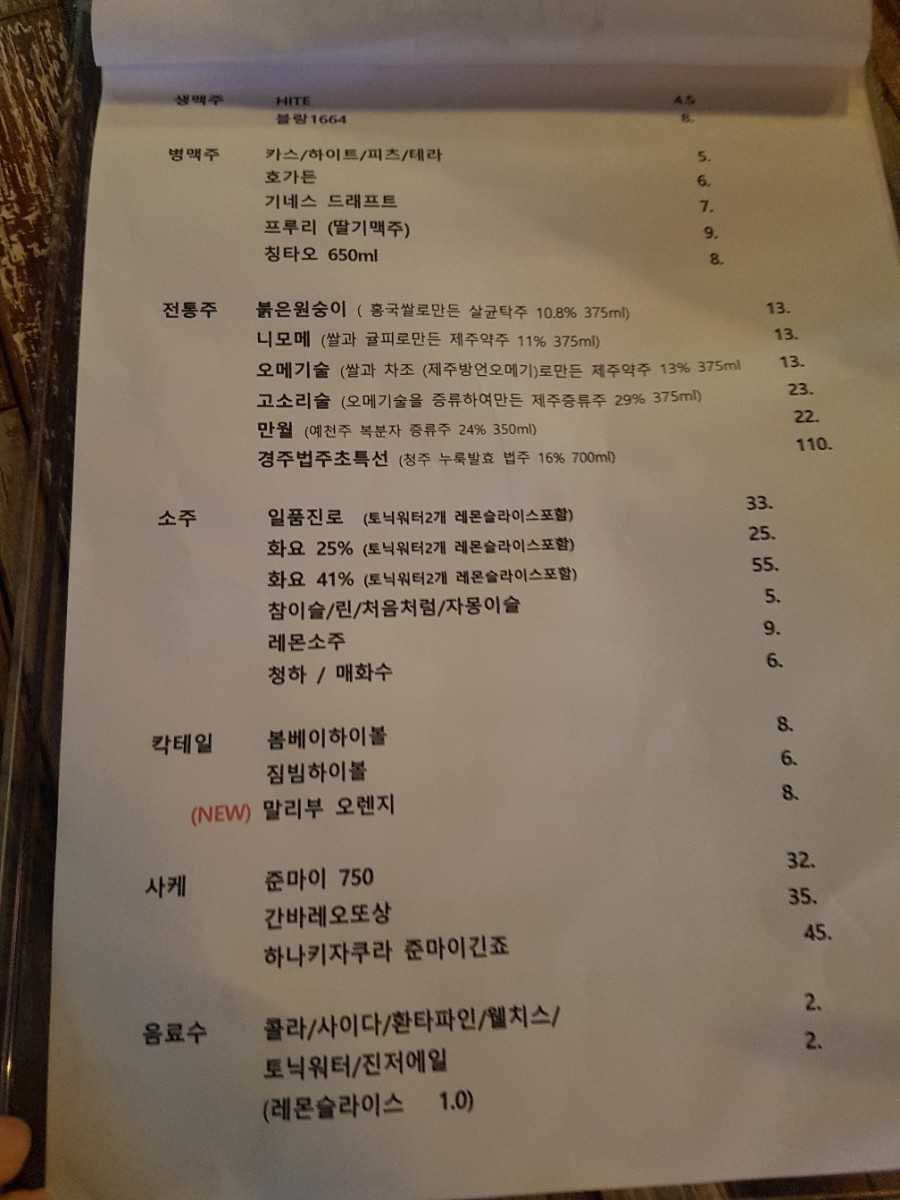 생맥주 HITE 4.5
블랑1664 8.
병맥주 카스/하이트/피츠/테라 5.
호가든 6.
기네스 드래프트 7.
프루리 (딸기맥주) 9.
칭타오 650ml 8.
전통주 붉은원숭이 ( 홍국쌀로만든 살균탁주 10.8% 375ml) 13.
니모메 (쌀과 귤피로만든 제주약주 11% 375ml) 13.
오메기술 (쌀과 차조 (제주방언오메기)로만든 제주약주 13% 375ml 13.
고소리술 (오메기술을 증류하여만든 제주증류주 29% 375ml) 23.
만월 (예천주 복분자 증류주 24% 350ml) 22.
경주법주초특선 (청주 누룩발효 법주 16% 700ml) 110.
소주 일품진로 (토닉워터2개 레몬슬라이스포함) 33.
화요 25% (토닉워터2개 레몬슬라이스포함) 25.
화요 41% (토닉워터2개 레몬슬라이스포함) 55.
참이슬/린/처음처럼/자몽이슬 5.
레몬소주 9.
청하 / 매화수 6.
칵테일 봄베이하이볼 8.
짐빔하이볼 6.
(NEW) 말리부 오렌지 8.
사케 준마이 750 32.
간바레오또상 35.
하나키자쿠라 준마이긴죠 45.
음료수 콜라/사이다/환타파인/웰치스/ 2.
토닉워터/진저에일 2.
(레몬슬라이스 1.0)